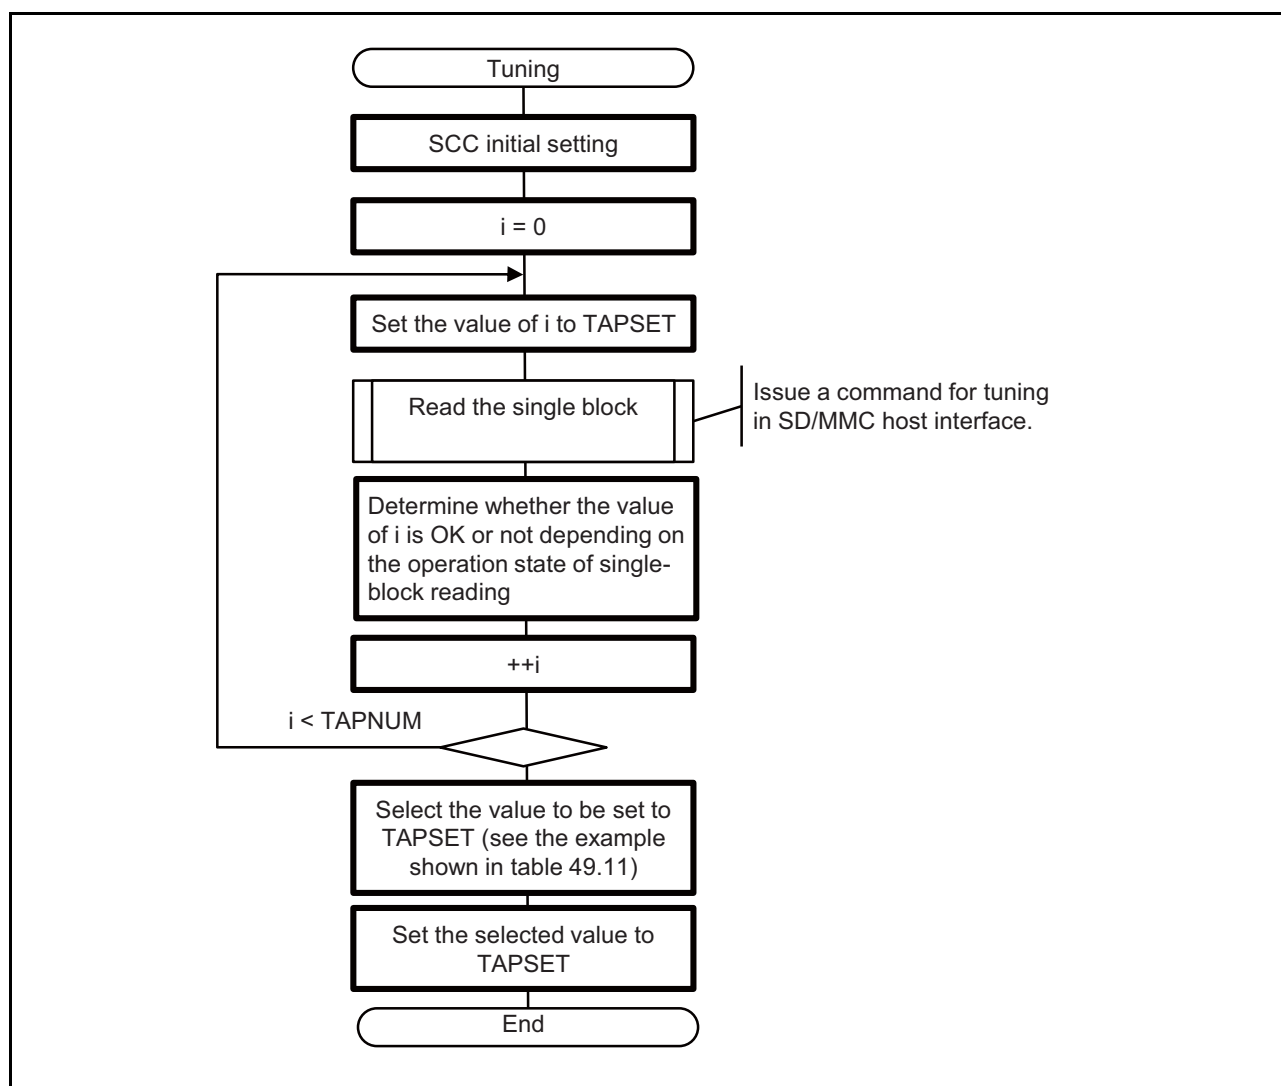 Tuning
SCC initial setting
i = 0
Set the value of i to TAPSET
Read the single block
Issue a command for tuning
in SD/MMC host interface.
Determine whether the value
of i is OK or not depending on
the operation state of single-
block reading
++i
i < TAPNUM
Select the value to be set to
TAPSET (see the example
shown in table 49.11)
Set the selected value to
TAPSET
End